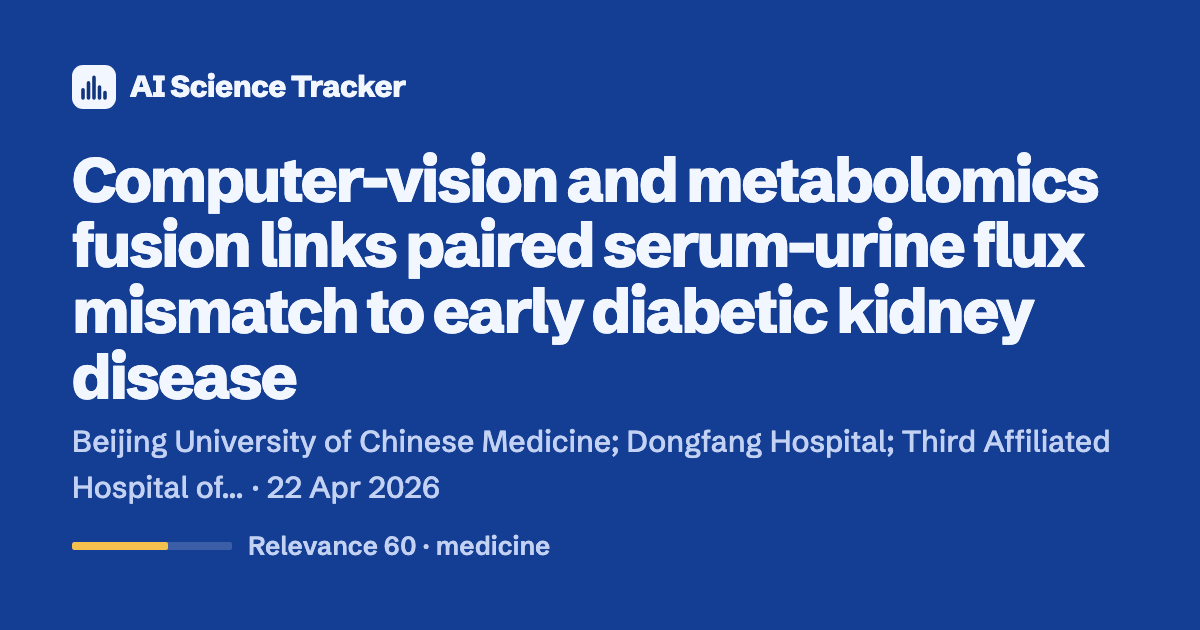 AI Science Tracker
Computer-vision and metabolomics
fusion links paired serum-urine flux
mismatch to early diabetic kidney
disease
Beijing University of Chinese Medicine; Dongfang Hospital; Third Affiliated
Hospital of... · 22 Apr 2026
Relevance 60 · medicine